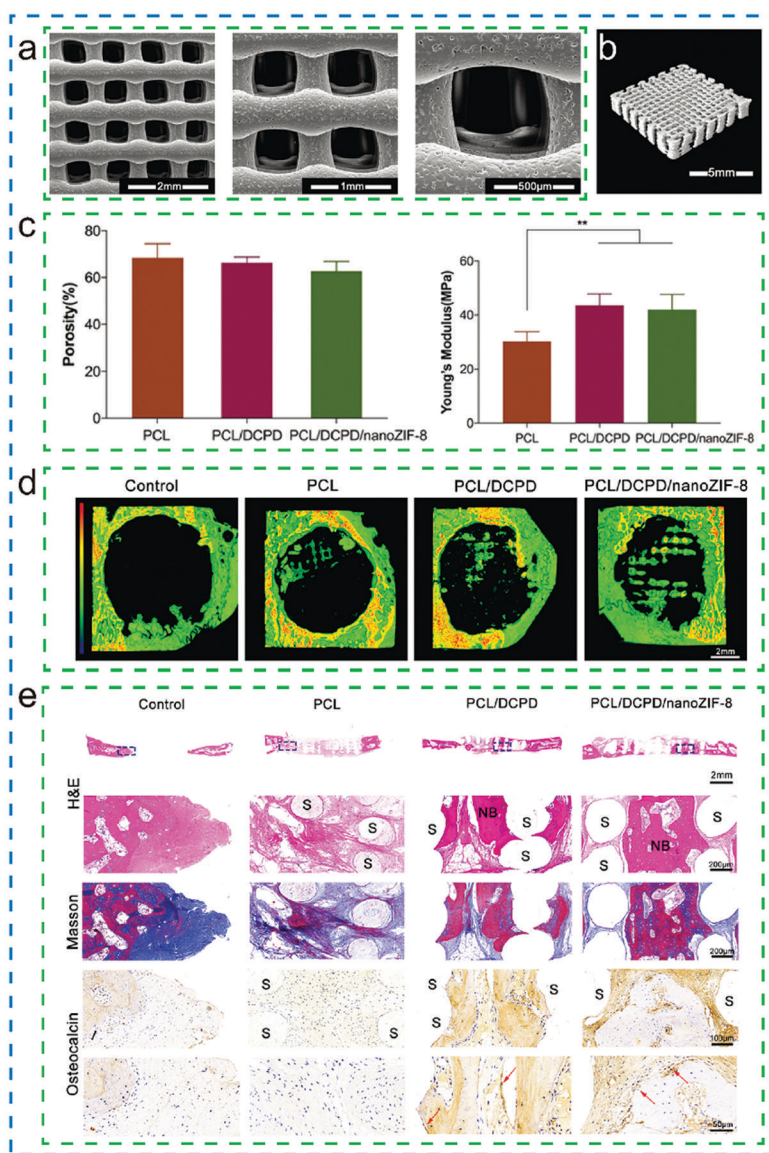 a
2mm
1mm
500μm
b
5mm
c
80
60
40
20
0
Porosity(%)
PCL
PCL/DCPD
PCL/DCPD/nanoZIF-8
**
60
40
20
0
Young's Modulus(MPa)
PCL
PCL/DCPD
PCL/DCPD/nanoZIF-8
d
Control
PCL
PCL/DCPD
PCL/DCPD/nanoZIF-8
2mm
e
Control
PCL
PCL/DCPD
PCL/DCPD/nanoZIF-8
2mm
H&E
S
S
S
S
NB
S
S
S
NB
S
200μm
Masson
200μm
Osteocalcin
S
S
S
S
S
S
S
S
100μm
50μm